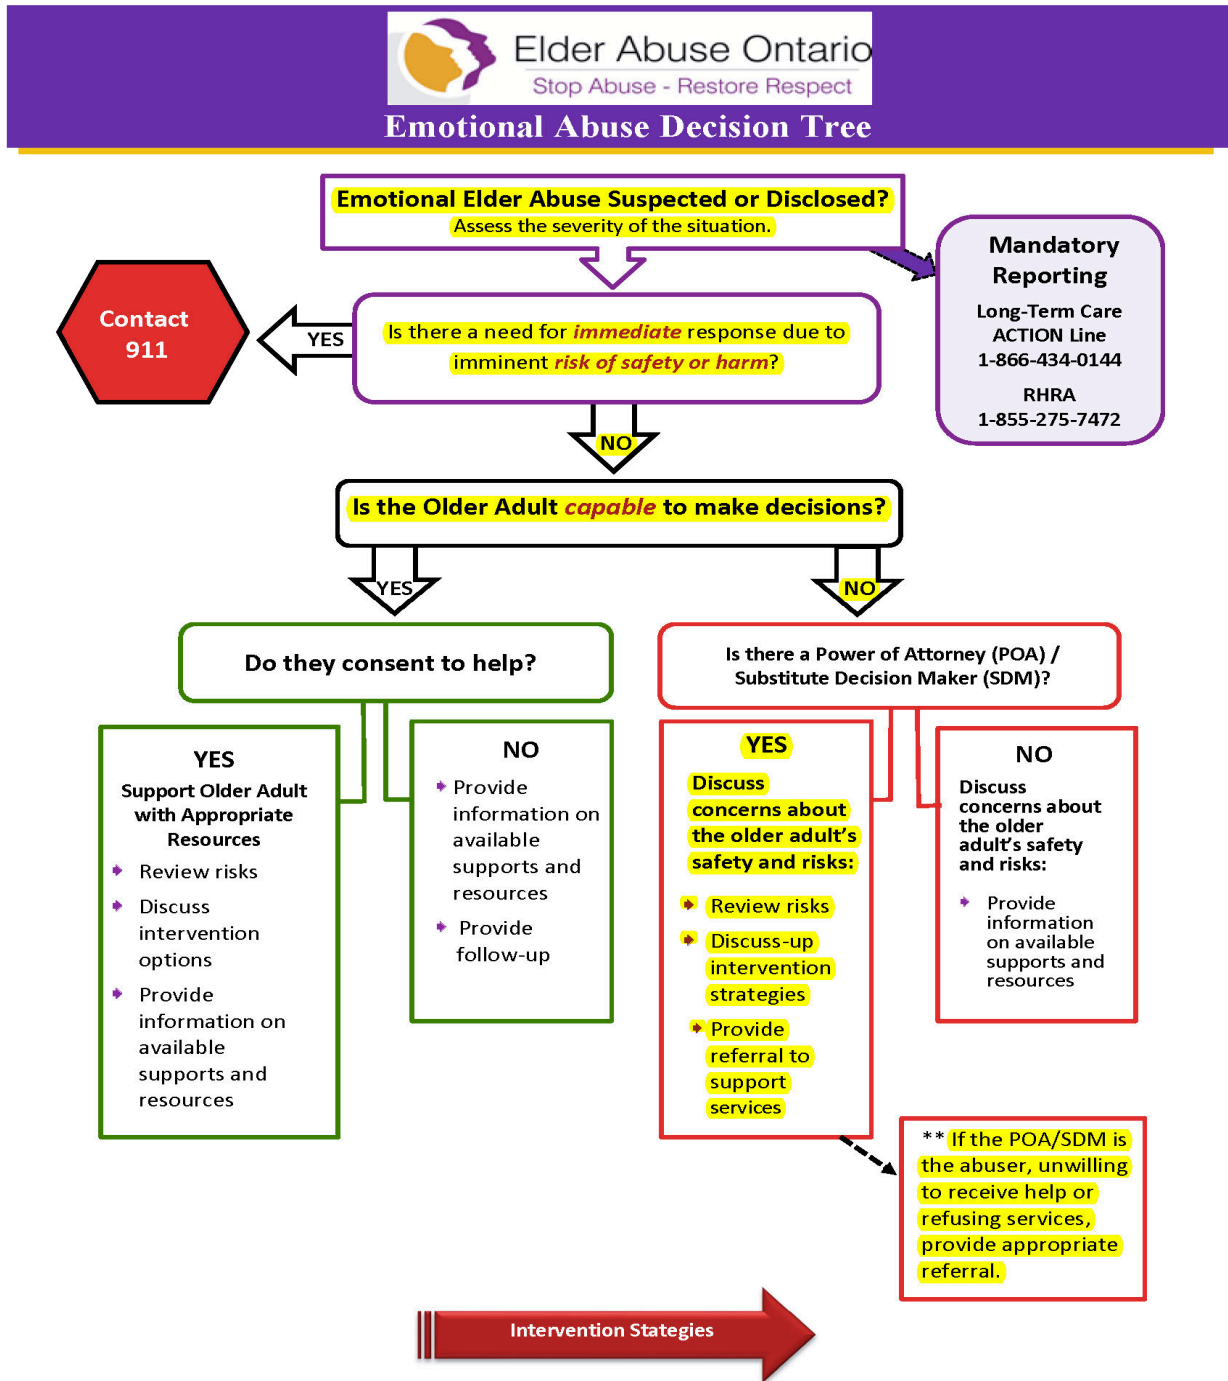 Elder Abuse Ontario
Stop Abuse - Restore Respect
Emotional Abuse Decision Tree
Emotional Elder Abuse Suspected or Disclosed?
Assess the severity of the situation.
Mandatory
Reporting
Long-Term Care
ACTION Line
1-866-434-0144
RHRA
1-855-275-7472
Contact
911
YES
Is there a need for immediate response due to
imminent risk of safety or harm?
NO
Is the Older Adult capable to make decisions?
YES
NO
Do they consent to help?
Is there a Power of Attorney (POA) /
Substitute Decision Maker (SDM)?
YES
Support Older Adult
with Appropriate
Resources
Review risks
Discuss
intervention
options
Provide
information on
available
supports and
resources
NO
Provide
information on
available
supports and
resources
Provide
follow-up
YES
Discuss
concerns about
the older adult's
safety and risks:
Review risks
Discuss-up
intervention
strategies
Provide
referral to
support
services
NO
Discuss
concerns about
the older
adult's safety
and risks:
Provide
information
on available
supports and
resources
** If the POA/SDM is
the abuser, unwilling
to receive help or
refusing services,
provide appropriate
referral.
Intervention Stategies